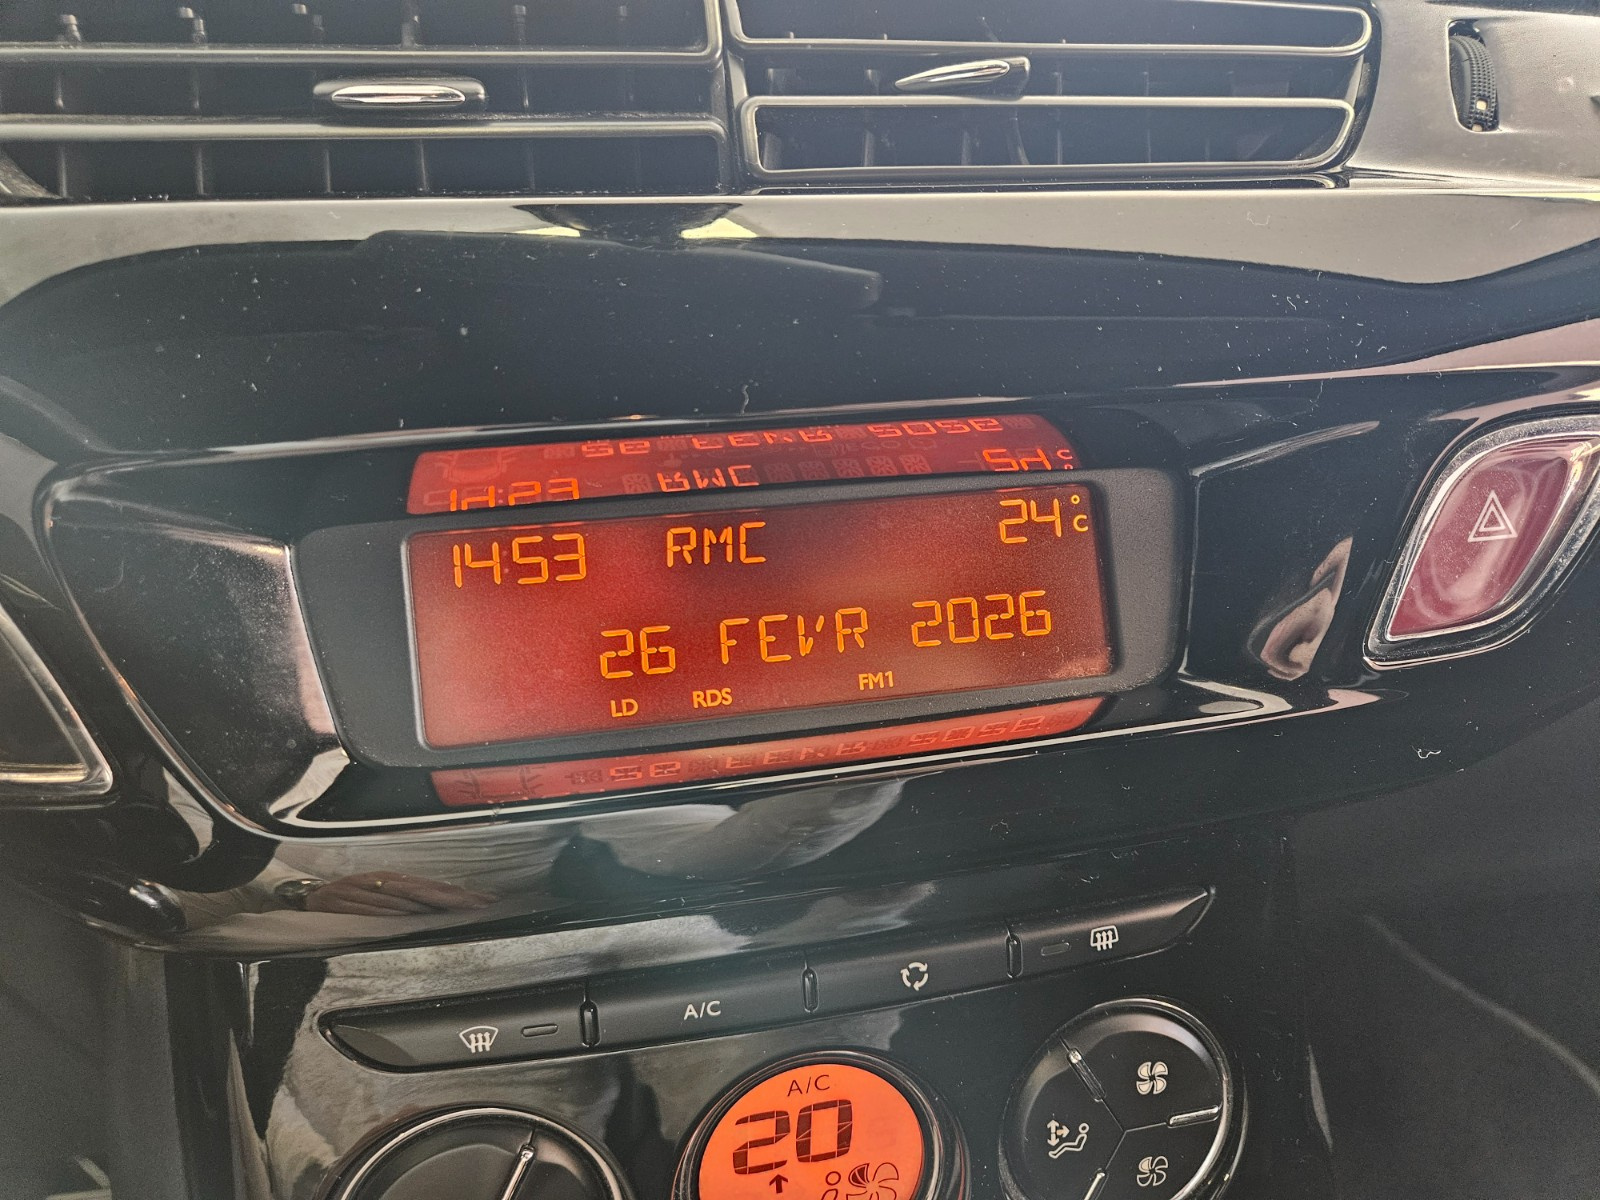 14:53 RMC 24°C
26 FEVR 2026
LD RDS FM1
A/C
A/C
20